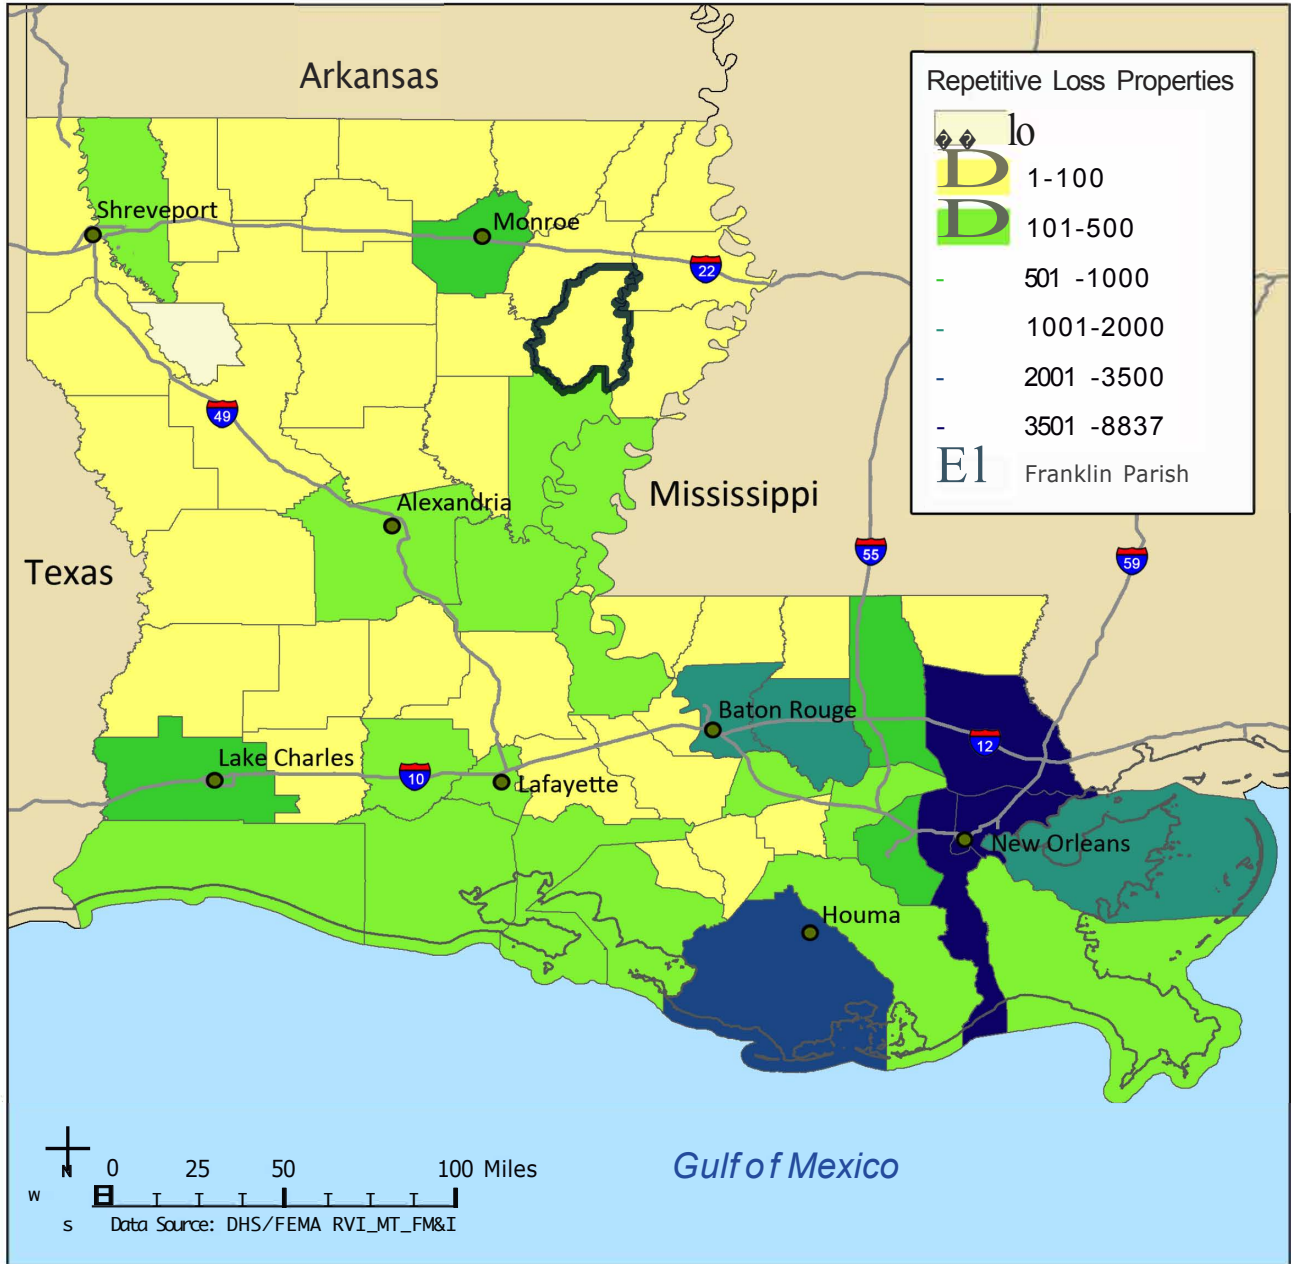 Arkansas
Repetitive Loss Properties
lo
D 1-100
D 101-500
- 501 -1000
- 1001-2000
- 2001 -3500
- 3501 -8837
E1 Franklin Parish
Shreveport
Monroe
22
49
Alexandria
Mississippi
Texas
55
59
Baton Rouge
Lake Charles
12
10
Lafayette
New Orleans
Houma
Gulf of Mexico
N 0 25 50 100 Miles
W
S Data Source: DHS/FEMA RVI_MT_FM&I